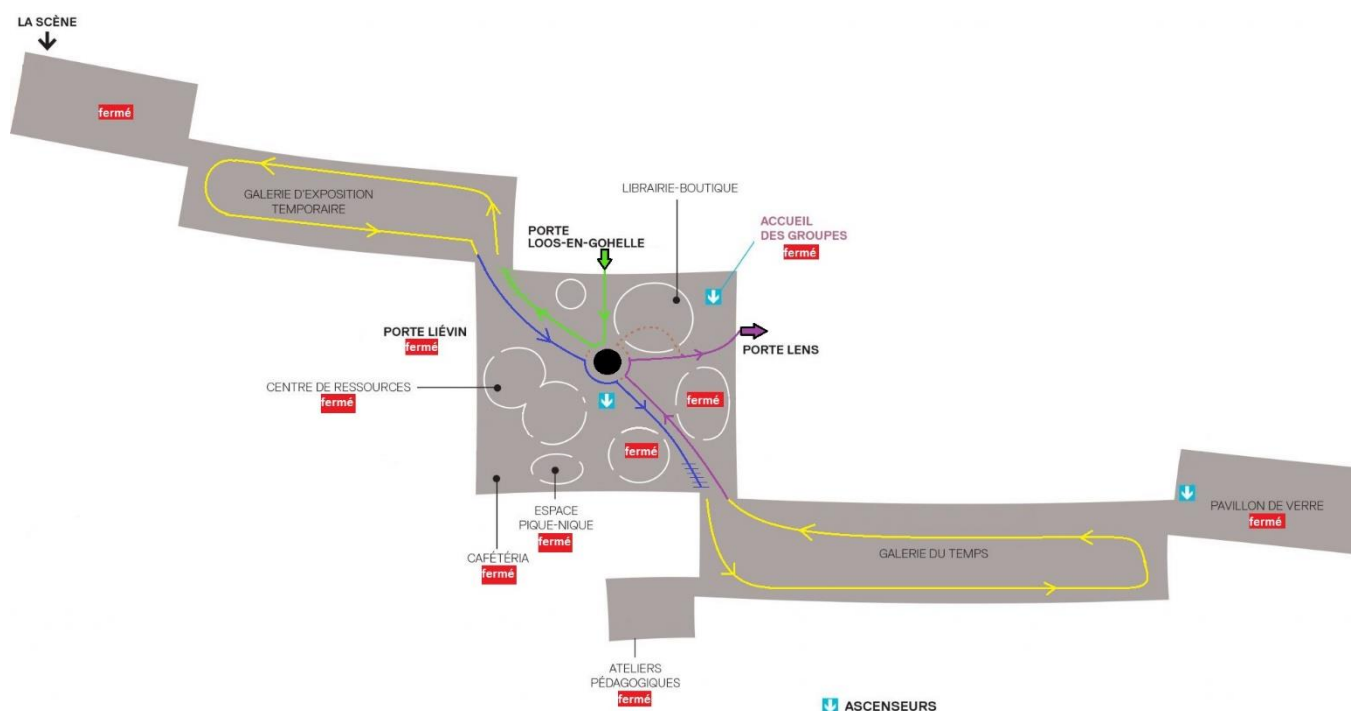 LA SCÈNE
fermé
GALERIE D'EXPOSITION
TEMPORAIRE
LIBRAIRIE-BOUTIQUE
PORTE
LOOS-EN-GOHELLE
ACCUEIL
DES GROUPES
fermé
PORTE LIÉVIN
fermé
PORTE LENS
CENTRE DE RESSOURCES
fermé
fermé
fermé
ESPACE
PIQUE-NIQUE
fermé
CAFÉTÉRIA
fermé
GALERIE DU TEMPS
PAVILLON DE VERRE
fermé
ATELIERS
PÉDAGOGIQUES
fermé
ASCENSEURS